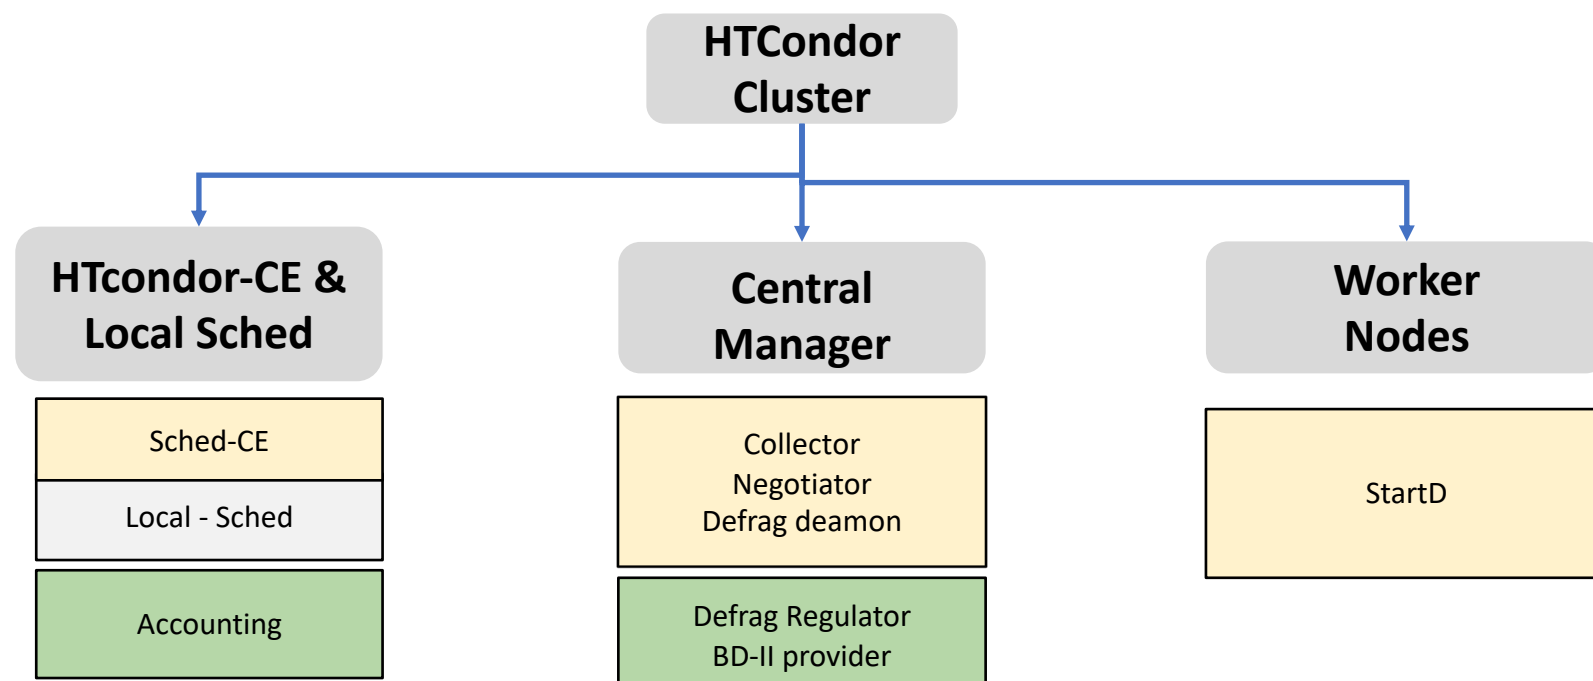 HTCondor
Cluster
HTcondor-CE &
Local Sched
Sched-CE
Local - Sched
Accounting
Central
Manager
Collector
Negotiator
Defrag deamon
Defrag Regulator
BD-II provider
Worker
Nodes
StartD